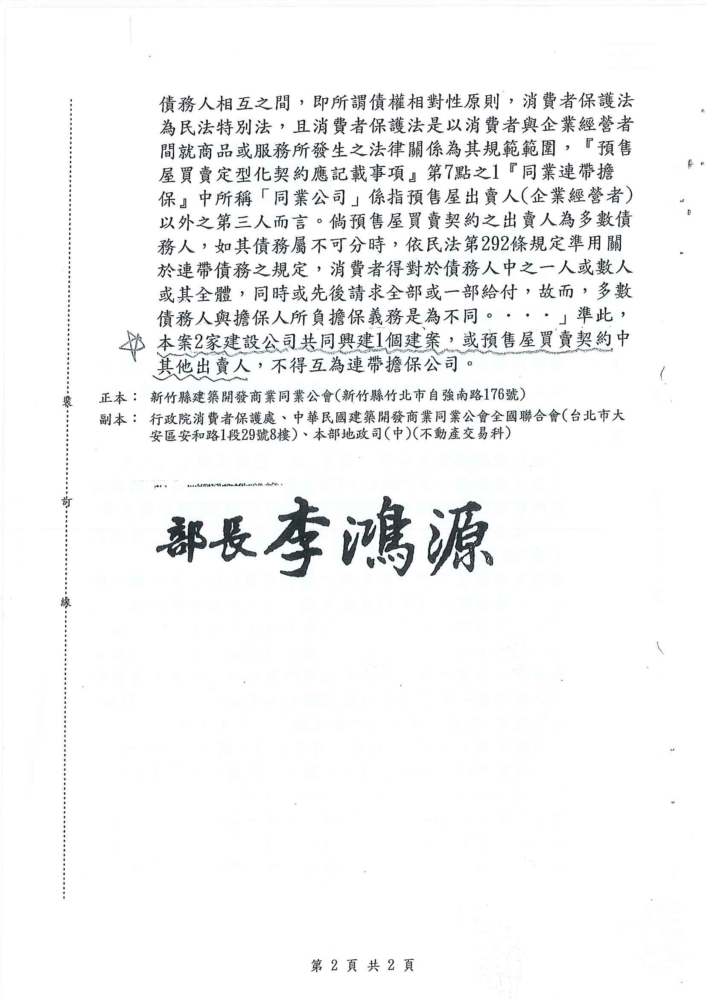 債務人相互之間，即所謂債權相對性原則，消費者保護法
為民法特別法，且消費者保護法是以消費者與企業經營者
間就商品或服務所發生之法律關係為其規範範圍，『預售
屋買賣定型化契約應記載事項』第7點之1『同業連帶擔
保』中所稱「同業公司」係指預售屋出賣人(企業經營者)
以外之第三人而言。倘預售屋買賣契約之出賣人為多數債
務人，如其債務屬不可分時，依民法第292條規定準用關
於連帶債務之規定，消費者得對於債務人中之一人或數人
或其全體，同時或先後請求全部或一部給付，故而，多數
債務人與擔保人所負擔保義務是為不同。・・・」準此，
本案2家建設公司共同興建1個建案，或預售屋買賣契約中
其他出賣人，不得互為連帶擔保公司。
正本：新竹縣建築開發商業同業公會(新竹縣竹北市自強南路176號)
副本：行政院消費者保護處、中華民國建築開發商業同業公會全國聯合會(台北市大
安區安和路1段29號8樓)、本部地政司(中)(不動產交易科)
部長李鴻源
裝
訂
線
第 2 頁 共 2 頁